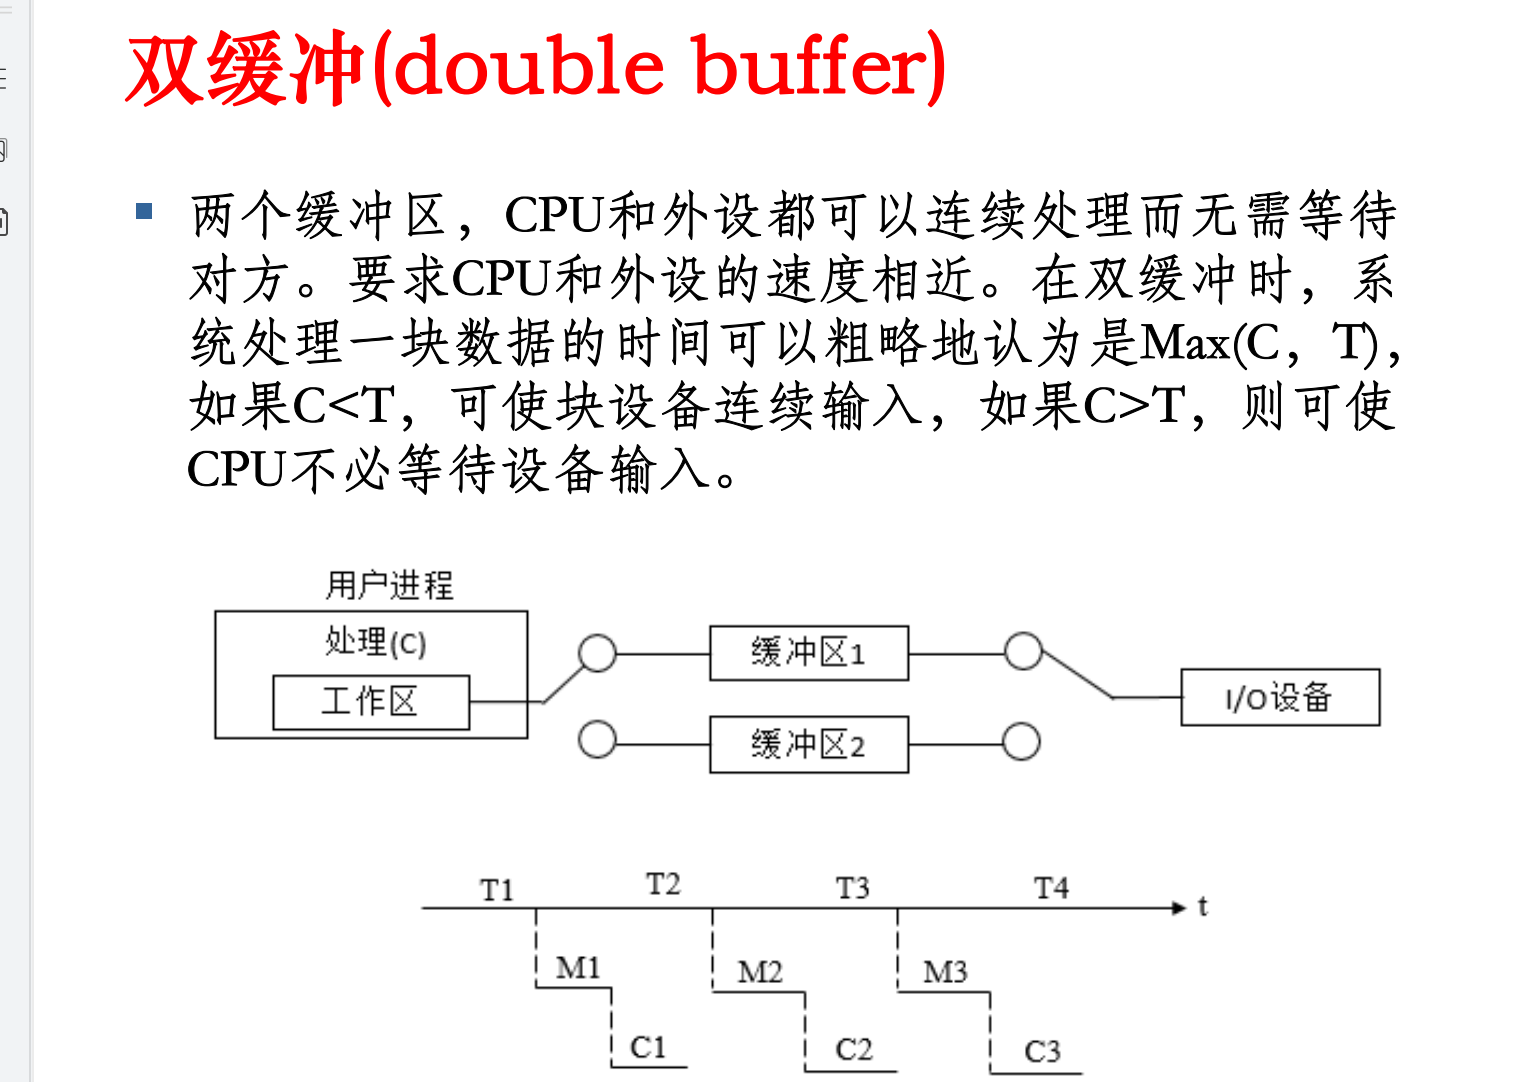 双缓冲(double buffer)
两个缓冲区，CPU和外设都可以连续处理而无需等待
对方。要求CPU和外设的速度相近。在双缓冲时，系
统处理一块数据的时间可以粗略地认为是Max(C，T)，
如果C<T，可使块设备连续输入，如果C>T，则可使
CPU不必等待设备输入。
用户进程
处理(C)
工作区
缓冲区1
缓冲区2
I/O设备
T1 T2 T3 T4 t
M1 M2 M3
C1 C2 C3